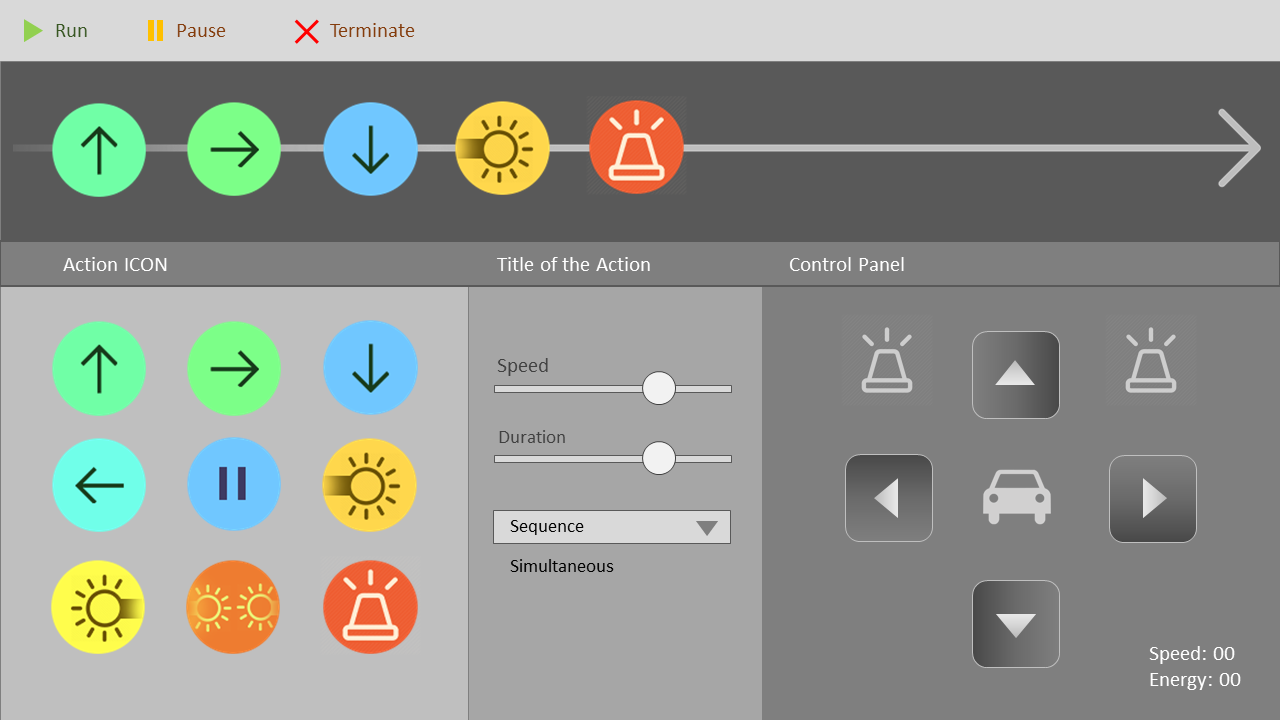 Run
Pause
Terminate
Action ICON
Title of the Action
Control Panel
Speed
Duration
Sequence
Simultaneous
Speed: 00
Energy: 00